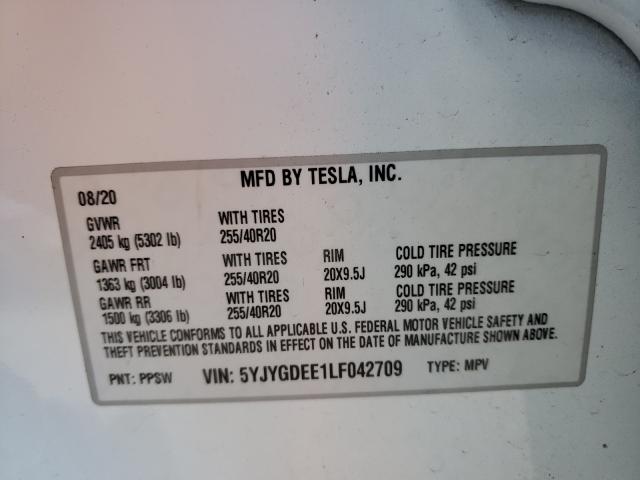 MFD BY TESLA, INC.
08/20
GVWR WITH TIRES
2405 kg (5302 lb) 255/40R20
GAWR FRT WITH TIRES RIM COLD TIRE PRESSURE
1363 kg (3004 lb) 255/40R20 20X9.5J 290 kPa, 42 psi
GAWR RR WITH TIRES RIM COLD TIRE PRESSURE
1500 kg (3306 lb) 255/40R20 20X9.5J 290 kPa, 42 psi
THIS VEHICLE CONFORMS TO ALL APPLICABLE U.S. FEDERAL MOTOR VEHICLE SAFETY AND
THEFT PREVENTION STANDARDS IN EFFECT ON THE DATE OF MANUFACTURE SHOWN ABOVE.
PNT: PPSW VIN: 5YJYGDEE1LF042709 TYPE: MPV